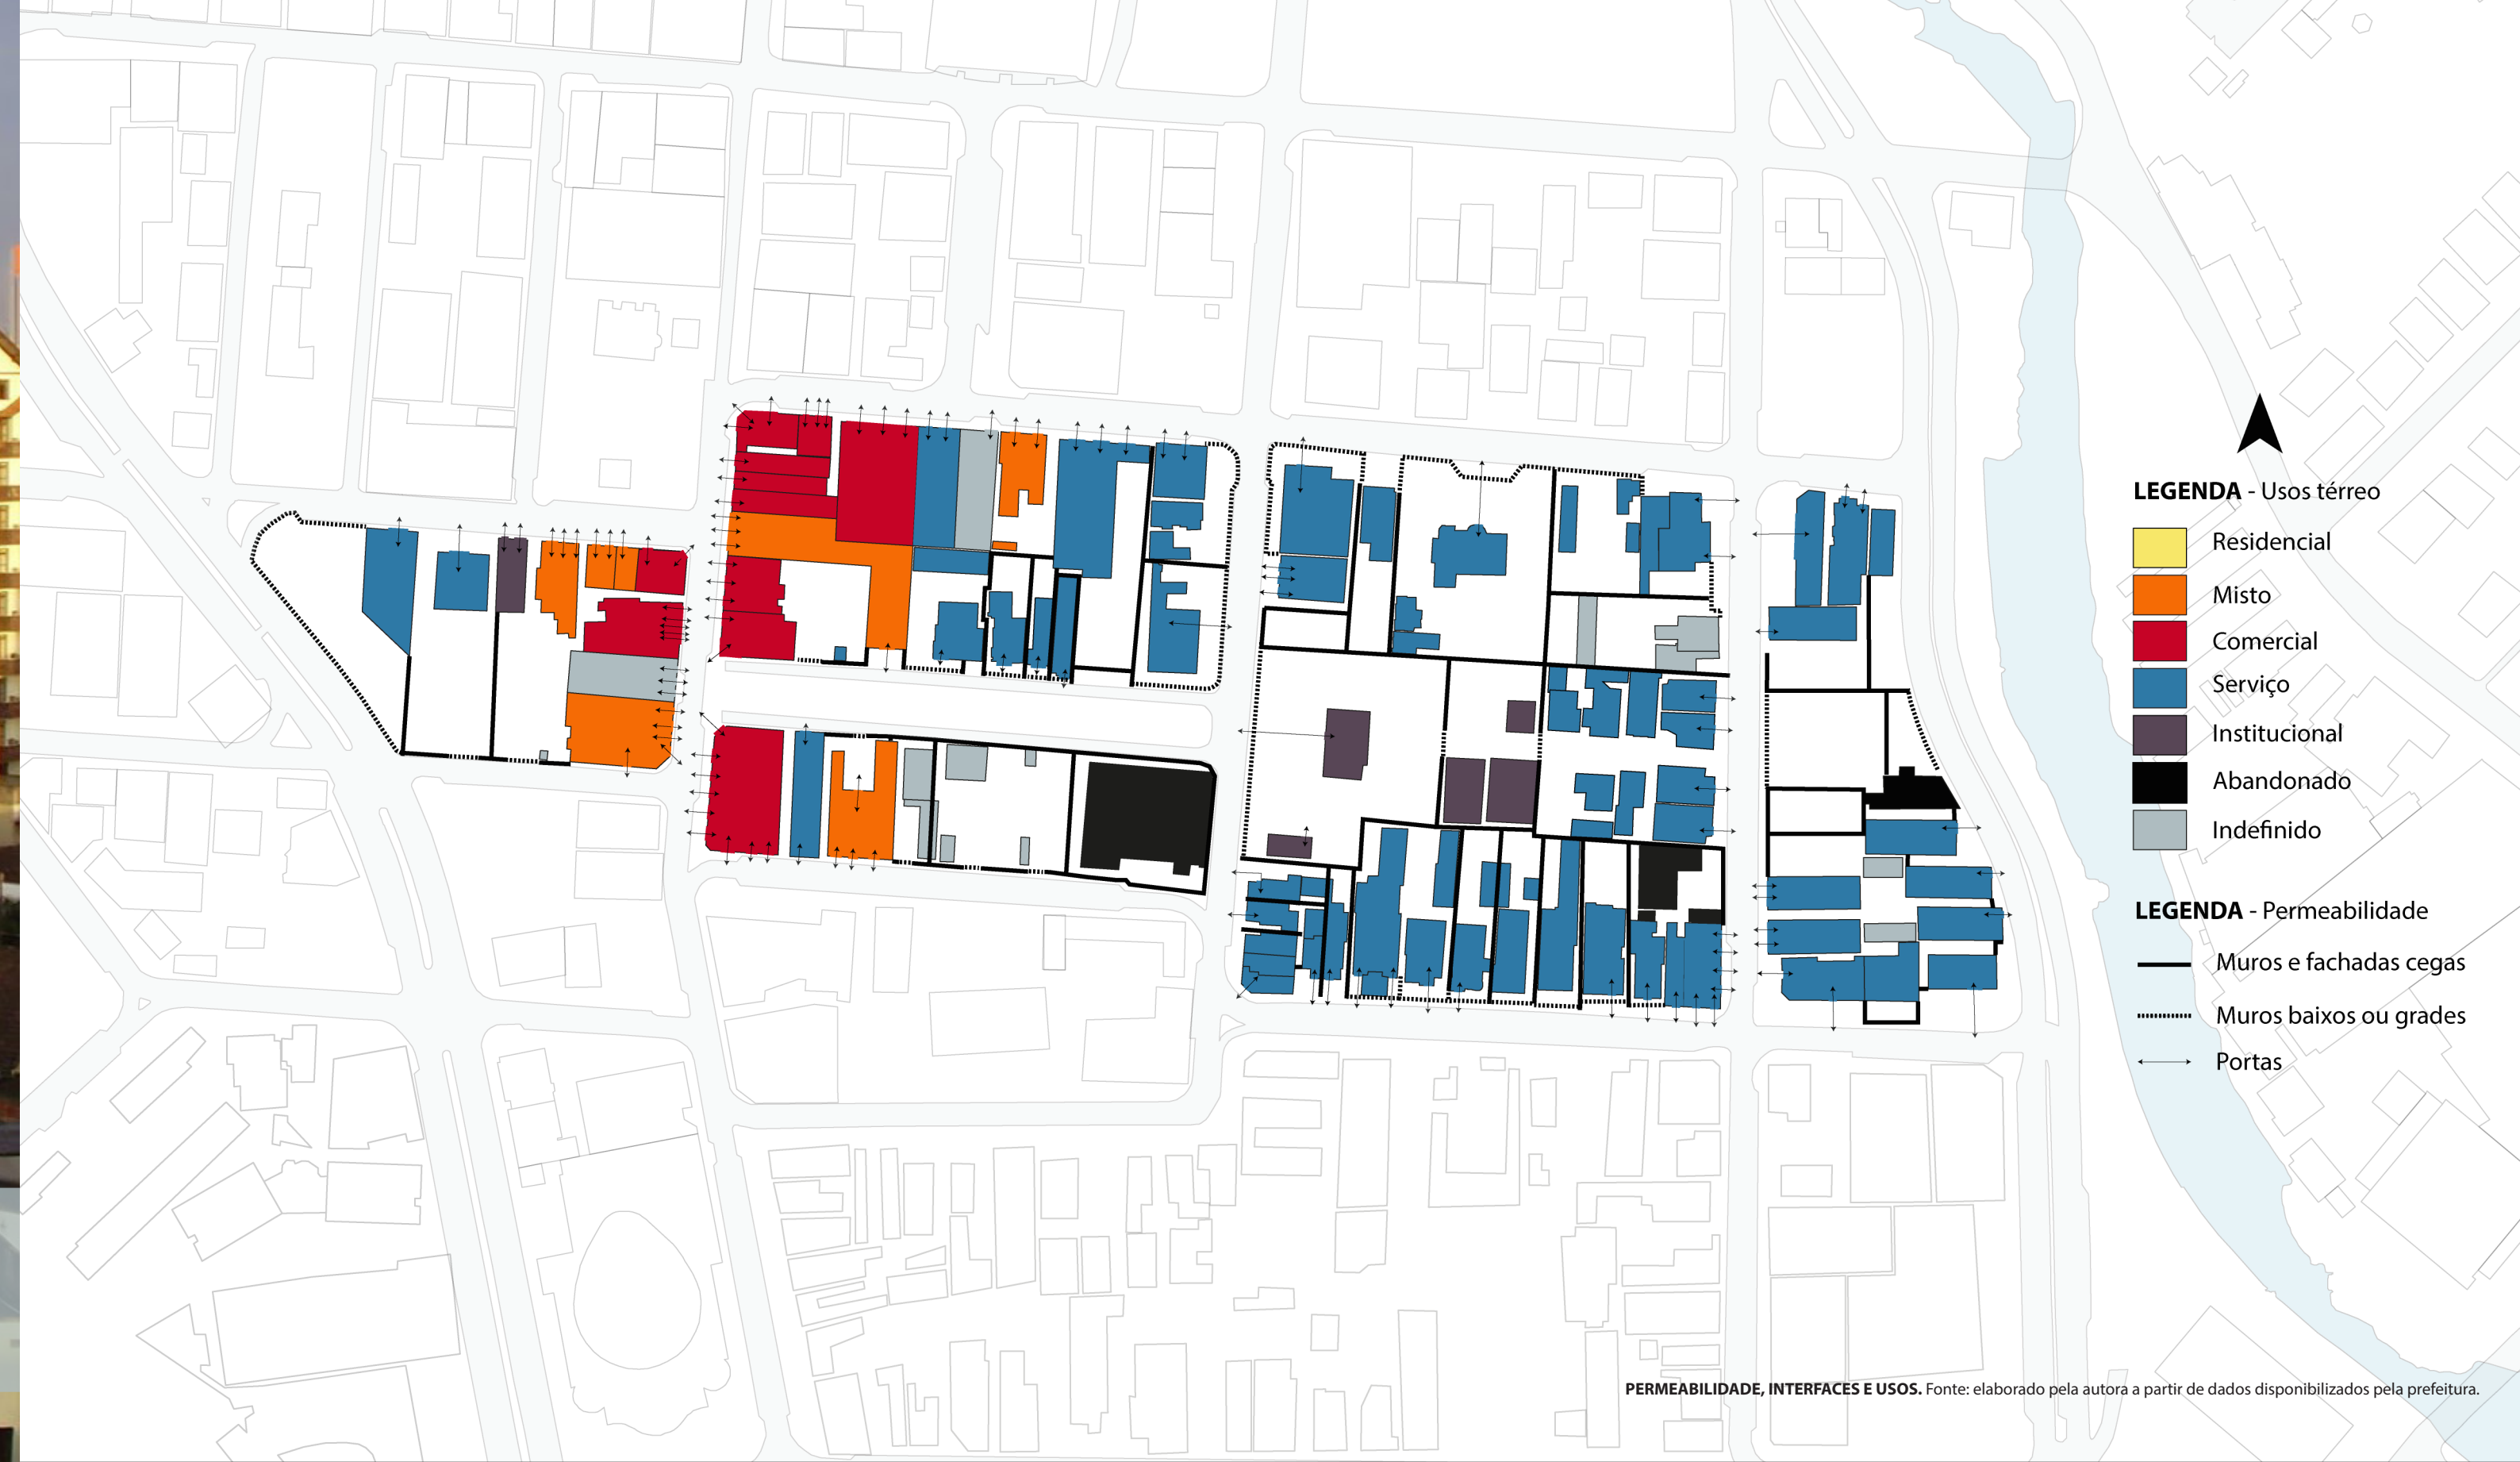 LEGENDA - Usos térreo
Residencial
Misto
Comercial
Serviço
Institucional
Abandonado
Indefinido
LEGENDA - Permeabilidade
Muros e fachadas cegas
Muros baixos ou grades
Portas
PERMEABILIDADE, INTERFACES E USOS. Fonte: elaborado pela autora a partir de dados disponibilizados pela prefeitura.